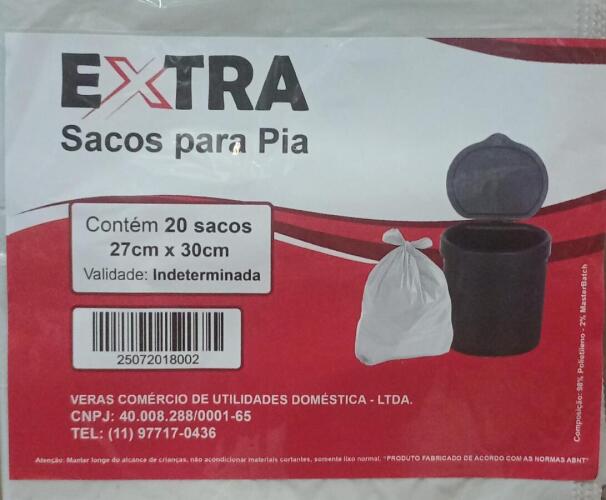 EXTRA
Sacos para Pia
Contém 20 sacos
27cm x 30cm
Validade: Indeterminada
25072018002
VERAS COMÉRCIO DE UTILIDADES DOMÉSTICA - LTDA.
CNPJ: 40.008.288/0001-65
TEL: (11) 97717-0436
Atenção: Mantar longe do alcance de crianças, não acondicionar materiais cortantes, somente lixo normal. "PRODUTO FABRICADO DE ACORDO COM AS NORMAS ABNT"
Composição: 98% Polietileno - 2% MasterBatch